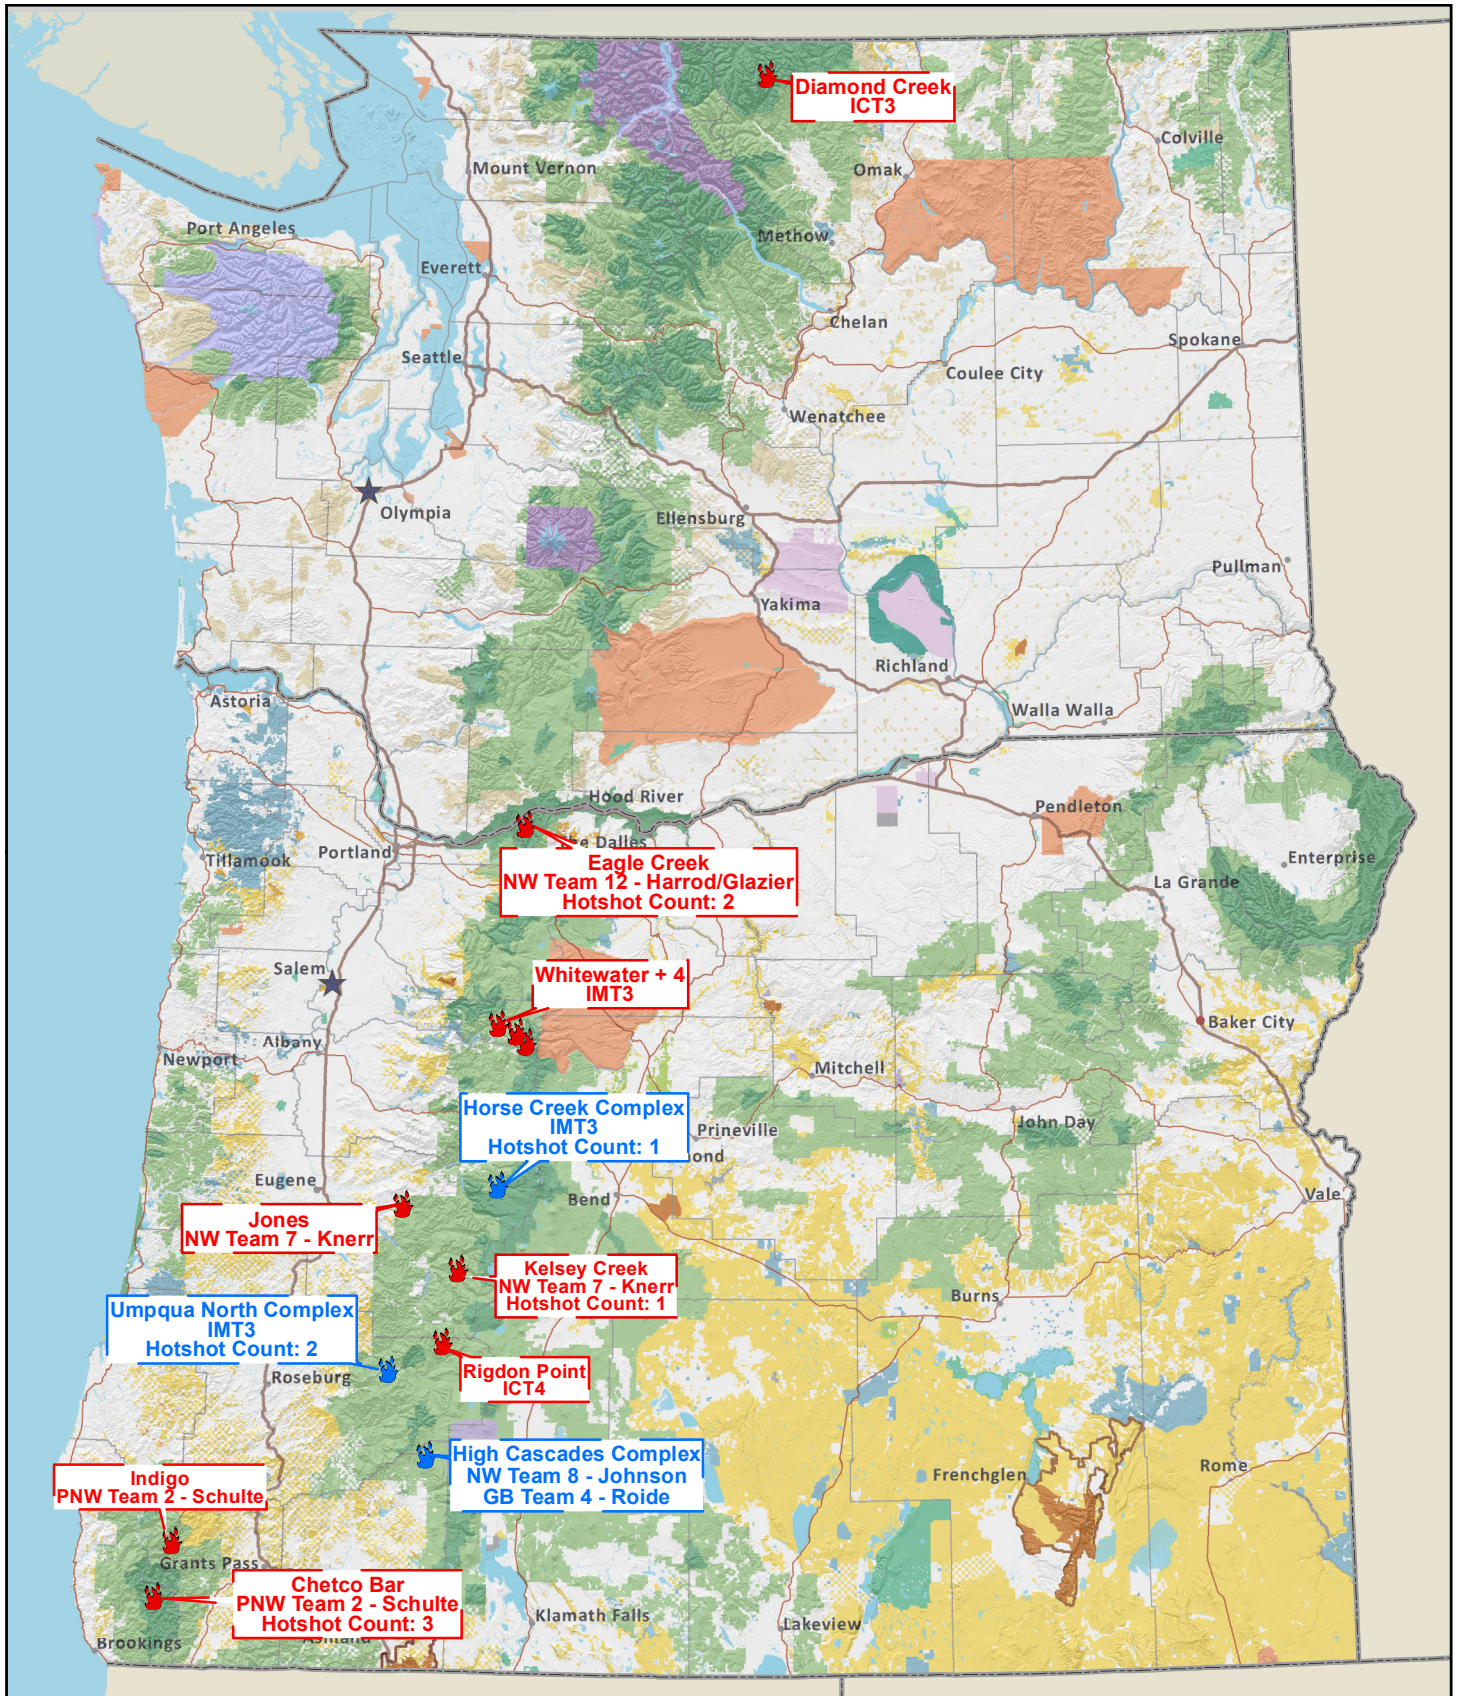 Diamond Creek
ICT3
Colville
Mount Vernon
Omak
Port Angeles
Methow
Everett
Chelan
Spokane
Seattle
Coulee City
Wenatchee
Olympia
Ellensburg
Pullman
Yakima
Richland
Astoria
Walla Walla
Hood River
Pendleton
Portland
Dalles
Tillamook
Enterprise
Eagle Creek
NW Team 12 - Harrod/Glazier
Hotshot Count: 2
La Grande
Salem
Whitewater + 4
IMT3
Baker City
Albany
Newport
Mitchell
Horse Creek Complex
IMT3
Hotshot Count: 1
John Day
Prineville
ond
Eugene
Bend
Vale
Jones
NW Team 7 - Knerr
Kelsey Creek
NW Team 7 - Knerr
Hotshot Count: 1
Burns
Umpqua North Complex
IMT3
Hotshot Count: 2
Roseburg
Rigdon Point
ICT4
High Cascades Complex
NW Team 8 - Johnson
GB Team 4 - Roide
Frenchglen
Rome
Indigo
PNW Team 2 - Schulte
Grants Pass
Chetco Bar
PNW Team 2 - Schulte
Hotshot Count: 3
Klamath Falls
Lakeview
Brookings
Ashland